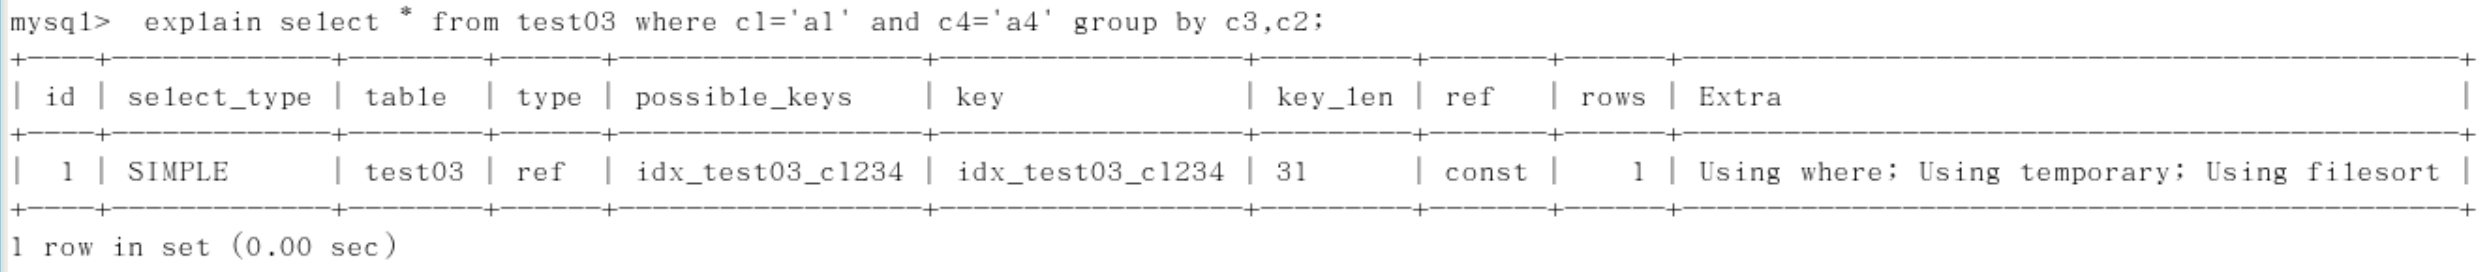 mysql> explain select * from test03 where c1='a1' and c4='a4' group by c3,c2;
+----+-------------+--------+------+------------------+------------------+---------+-------+------+----------------------------------------------+
| id | select_type | table  | type | possible_keys    | key              | key_len | ref   | rows | Extra                                        |
+----+-------------+--------+------+------------------+------------------+---------+-------+------+----------------------------------------------+
|  1 | SIMPLE      | test03 | ref  | idx_test03_c1234 | idx_test03_c1234 | 31      | const |    1 | Using where; Using temporary; Using filesort |
+----+-------------+--------+------+------------------+------------------+---------+-------+------+----------------------------------------------+
1 row in set (0.00 sec)